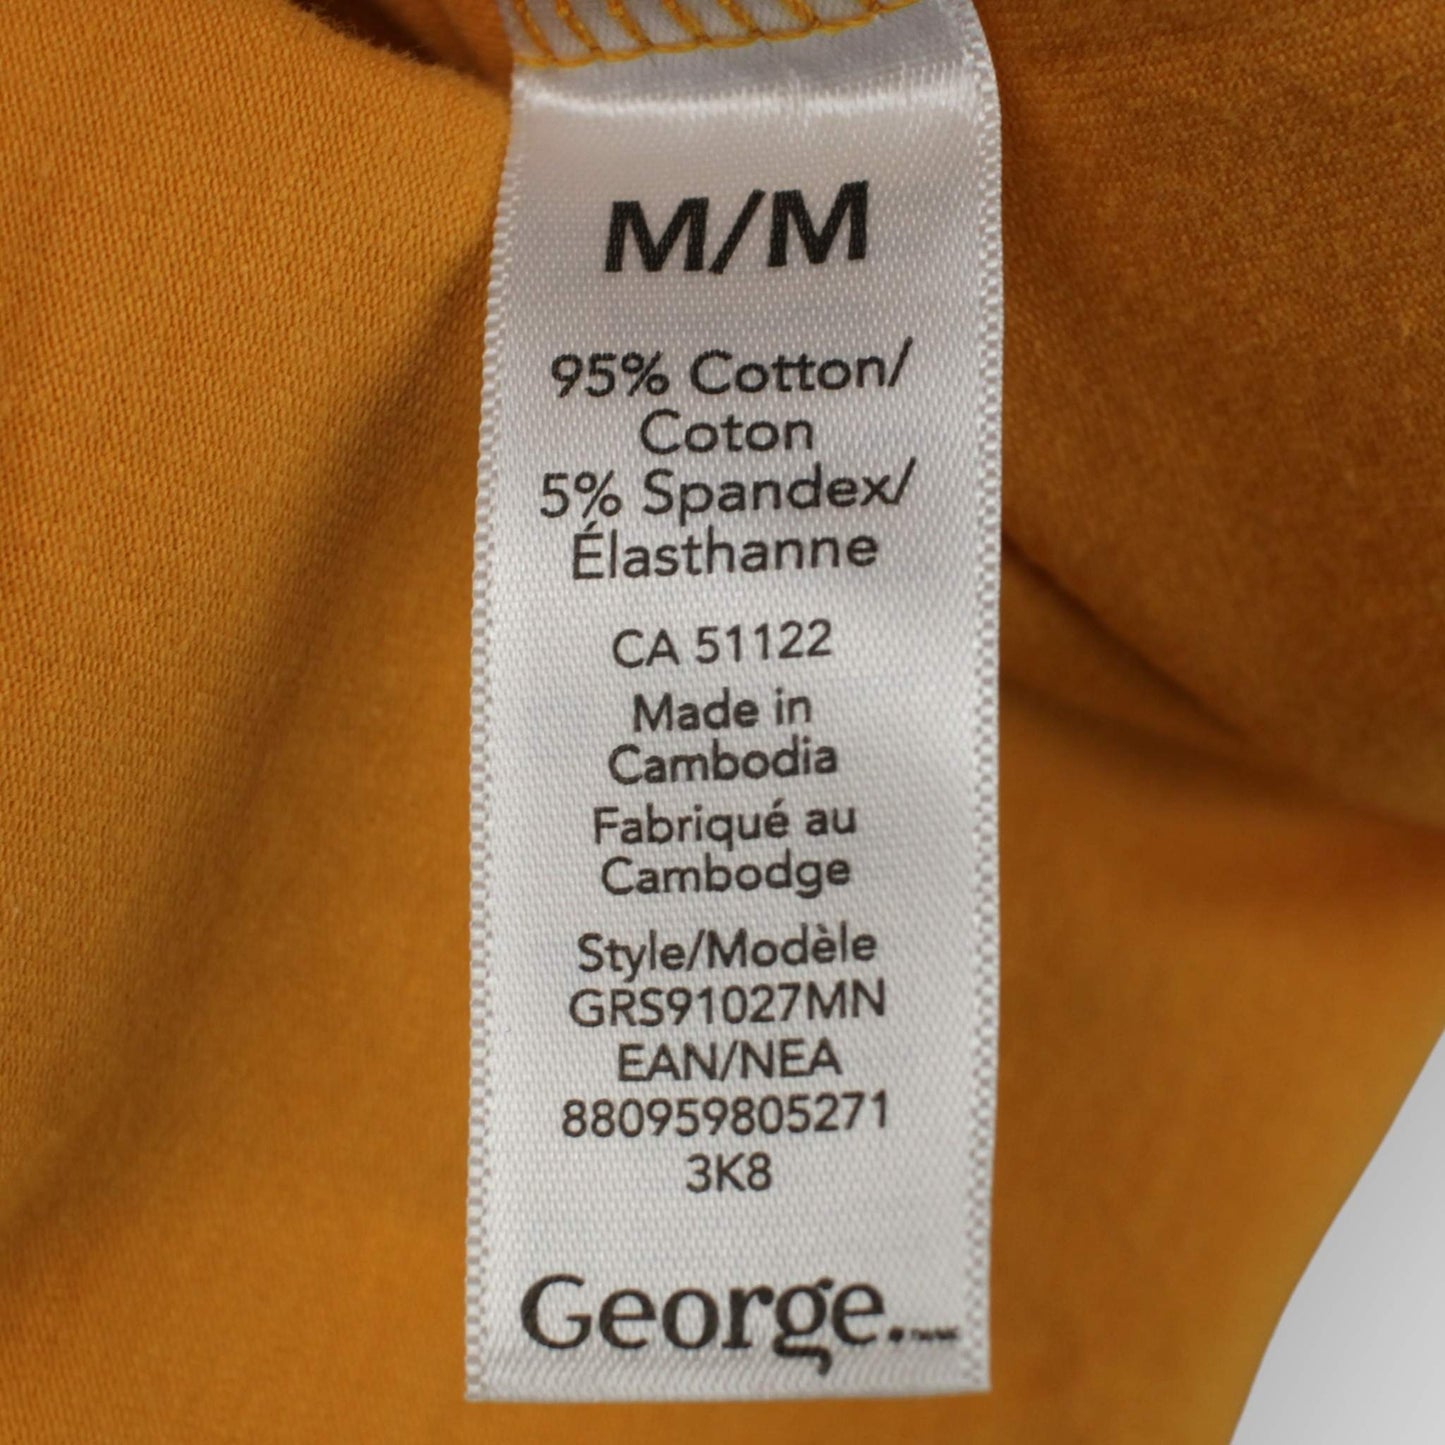 M/M
95% Cotton/
Coton
5% Spandex/
Élasthanne
CA 51122
Made in
Cambodia
Fabriqué au
Cambodge
Style/Modèle
GRS91027MN
EAN/NEA
880959805271
3K8
George.